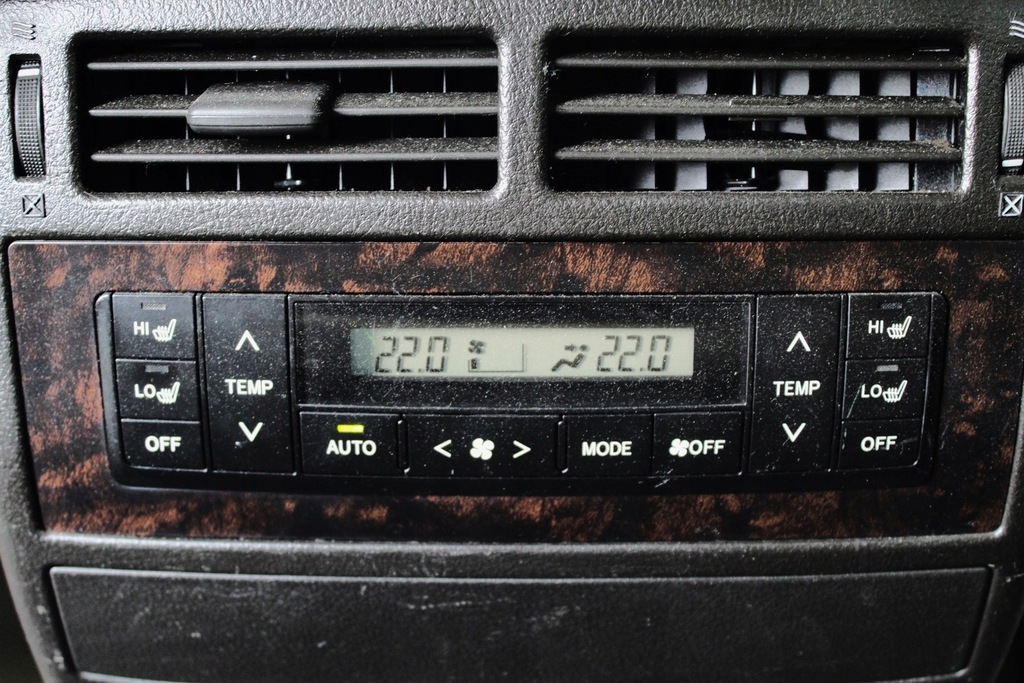 HI
LO
OFF
TEMP
22.0 22.0
AUTO
< >
MODE
OFF
TEMP
HI
LO
OFF